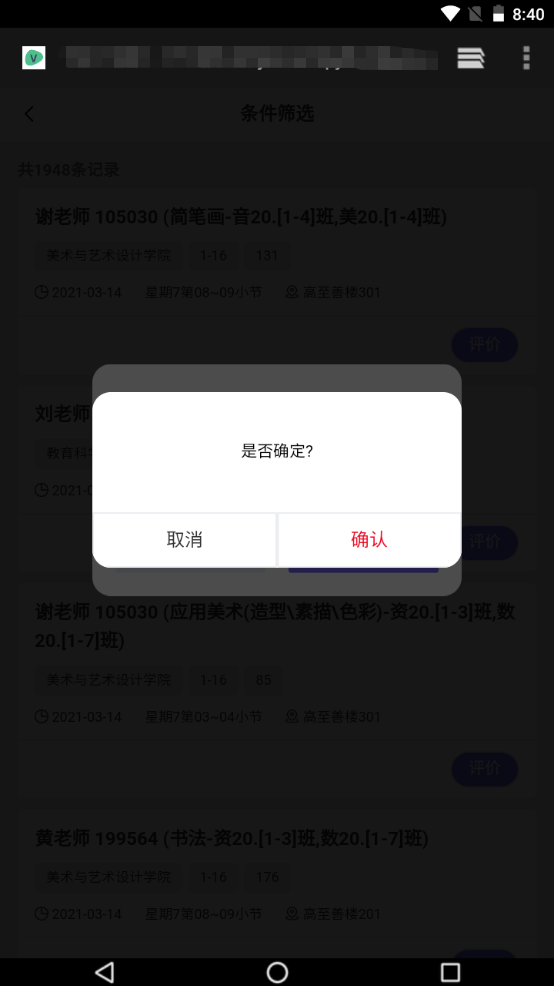 8:40
V
条件筛选
共1948条记录
谢老师 105030 (简笔画-音20.[1-4]班,美20.[1-4]班)
美术与艺术设计学院 1-16 131
2021-03-14 星期7第08~09小节 高至善楼301
评价
刘老师
教育科
2021-
是否确定?
取消 确认
评价
谢老师 105030 (应用美术(造型\素描\色彩)-资20.[1-3]班,数
20.[1-7]班)
美术与艺术设计学院 1-16 85
2021-03-14 星期7第03~04小节 高至善楼301
评价
黄老师 199564 (书法-资20.[1-3]班,数20.[1-7]班)
美术与艺术设计学院 1-16 176
2021-03-14 星期7第08~09小节 高至善楼201